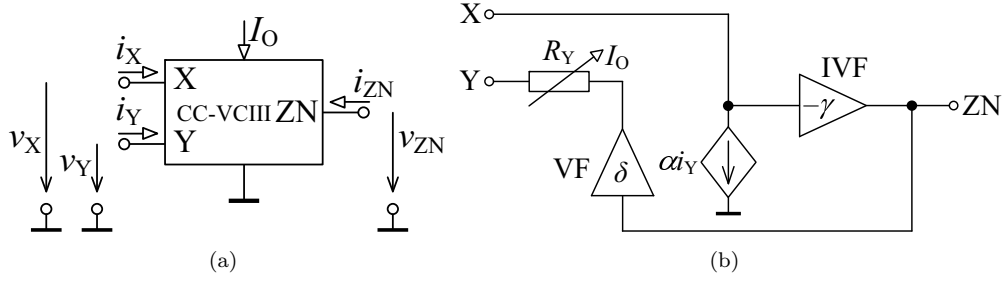 I_O
i_X
X
i_ZN
CC-VCIII ZN
i_Y
Y
v_X
v_Y
v_ZN
(a)
X
R_Y
I_O
Y
IVF
-γ
ZN
VF
δ
αi_Y
(b)